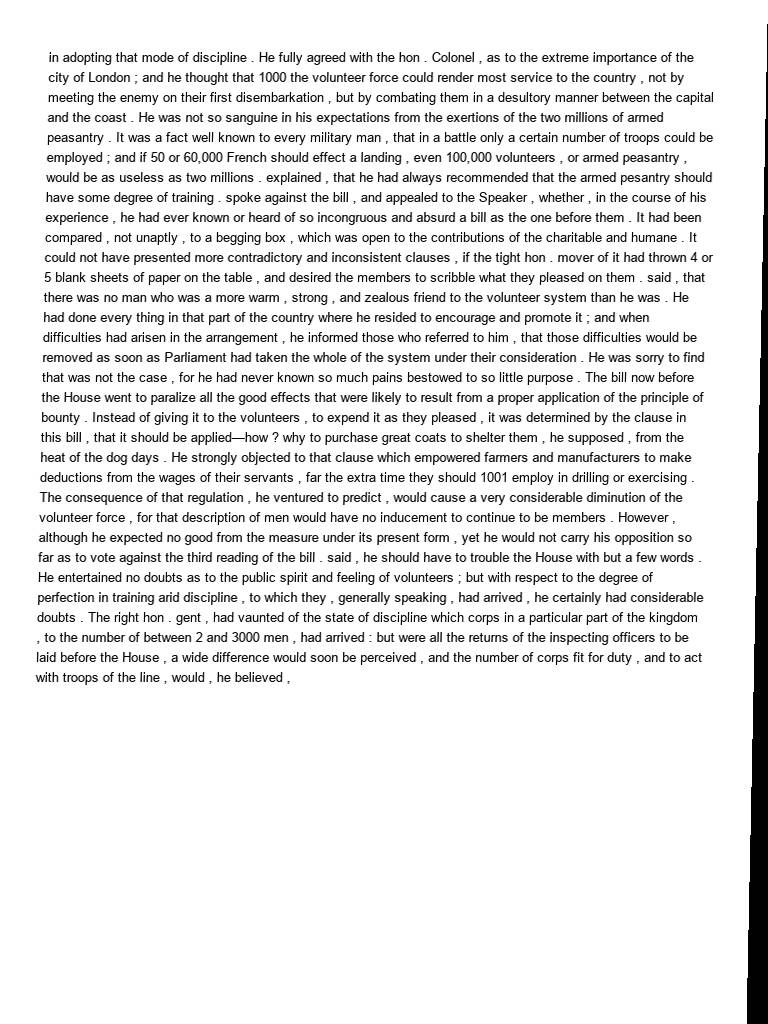 in adopting that mode of discipline . He fully agreed with the hon . Colonel , as to the extreme importance of the
city of London ; and he thought that 1000 the volunteer force could render most service to the country , not by
meeting the enemy on their first disembarkation , but by combating them in a desultory manner between the capital
and the coast . He was not so sanguine in his expectations from the exertions of the two millions of armed
peasantry . It was a fact well known to every military man , that in a battle only a certain number of troops could be
employed ; and if 50 or 60,000 French should effect a landing , even 100,000 volunteers , or armed peasantry ,
would be as useless as two millions . explained , that he had always recommended that the armed pesantry should
have some degree of training . spoke against the bill , and appealed to the Speaker , whether , in the course of his
experience , he had ever known or heard of so incongruous and absurd a bill as the one before them . It had been
compared , not unaptly , to a begging box , which was open to the contributions of the charitable and humane . It
could not have presented more contradictory and inconsistent clauses , if the tight hon . mover of it had thrown 4 or
5 blank sheets of paper on the table , and desired the members to scribble what they pleased on them . said , that
there was no man who was a more warm , strong , and zealous friend to the volunteer system than he was . He
had done every thing in that part of the country where he resided to encourage and promote it ; and when
difficulties had arisen in the arrangement , he informed those who referred to him , that those difficulties would be
removed as soon as Parliament had taken the whole of the system under their consideration . He was sorry to find
that was not the case , for he had never known so much pains bestowed to so little purpose . The bill now before
the House went to paralize all the good effects that were likely to result from a proper application of the principle of
bounty . Instead of giving it to the volunteers , to expend it as they pleased , it was determined by the clause in
this bill , that it should be applied—how ? why to purchase great coats to shelter them , he supposed , from the
heat of the dog days . He strongly objected to that clause which empowered farmers and manufacturers to make
deductions from the wages of their servants , far the extra time they should 1001 employ in drilling or exercising .
The consequence of that regulation , he ventured to predict , would cause a very considerable diminution of the
volunteer force , for that description of men would have no inducement to continue to be members . However ,
although he expected no good from the measure under its present form , yet he would not carry his opposition so
far as to vote against the third reading of the bill . said , he should have to trouble the House with but a few words .
He entertained no doubts as to the public spirit and feeling of volunteers ; but with respect to the degree of
perfection in training arid discipline , to which they , generally speaking , had arrived , he certainly had considerable
doubts . The right hon . gent , had vaunted of the state of discipline which corps in a particular part of the kingdom
, to the number of between 2 and 3000 men , had arrived : but were all the returns of the inspecting officers to be
laid before the House , a wide difference would soon be perceived , and the number of corps fit for duty , and to act
with troops of the line , would , he believed ,